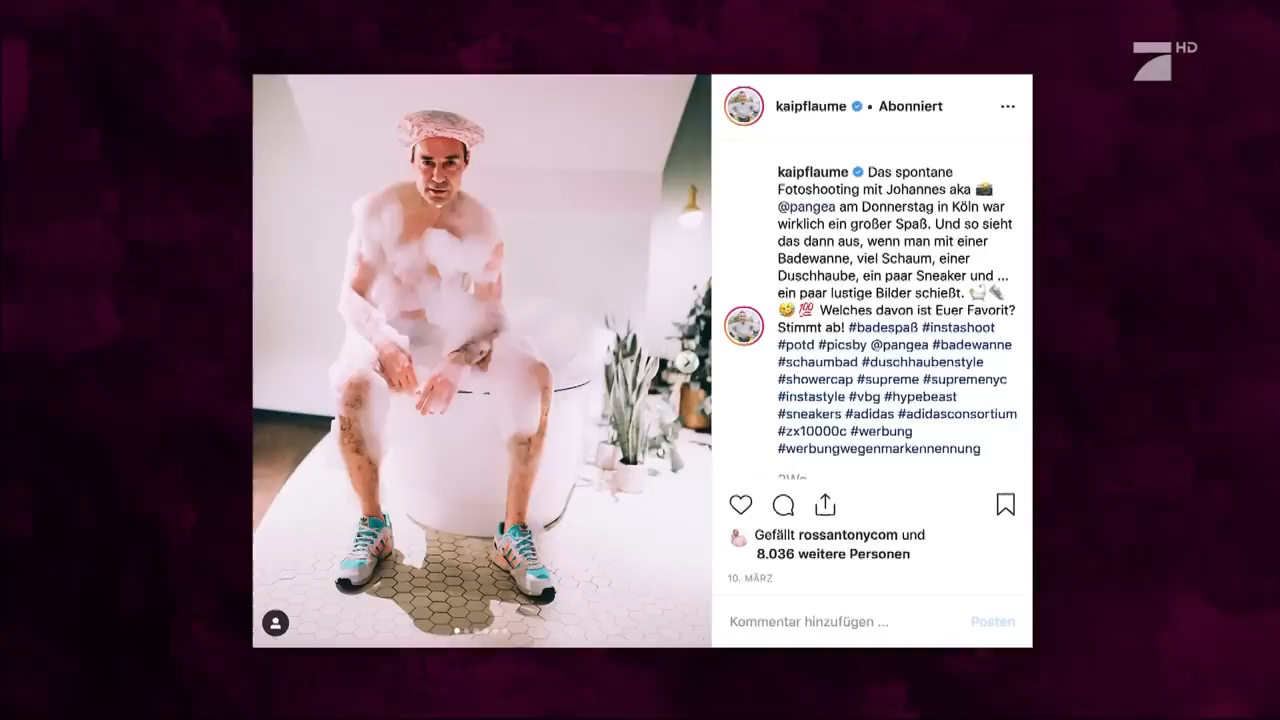 HD
kaipflaume • Abonniert ...
kaipflaume Das spontane
Fotoshooting mit Johannes aka 📸
@pangea am Donnerstag in Köln war
wirklich ein großer Spaß. Und so sieht
das dann aus, wenn man mit einer
Badewanne, viel Schaum, einer
Duschhaube, ein paar Sneaker und ...
ein paar lustige Bilder schießt. 🛁👟
🤣 💯 Welches davon ist Euer Favorit?
Stimmt ab! #badespaß #instashoot
#potd #picsby @pangea #badewanne
#schaumbad #duschhaubenstyle
#showercap #supreme #supremenyc
#instastyle #vbg #hypebeast
#sneakers #adidas #adidasconsortium
#zx10000c #werbung
#werbungwegenmarkennennung
Gefällt rossantonycom und
8.036 weitere Personen
10. MÄRZ
Kommentar hinzufügen ... Posten